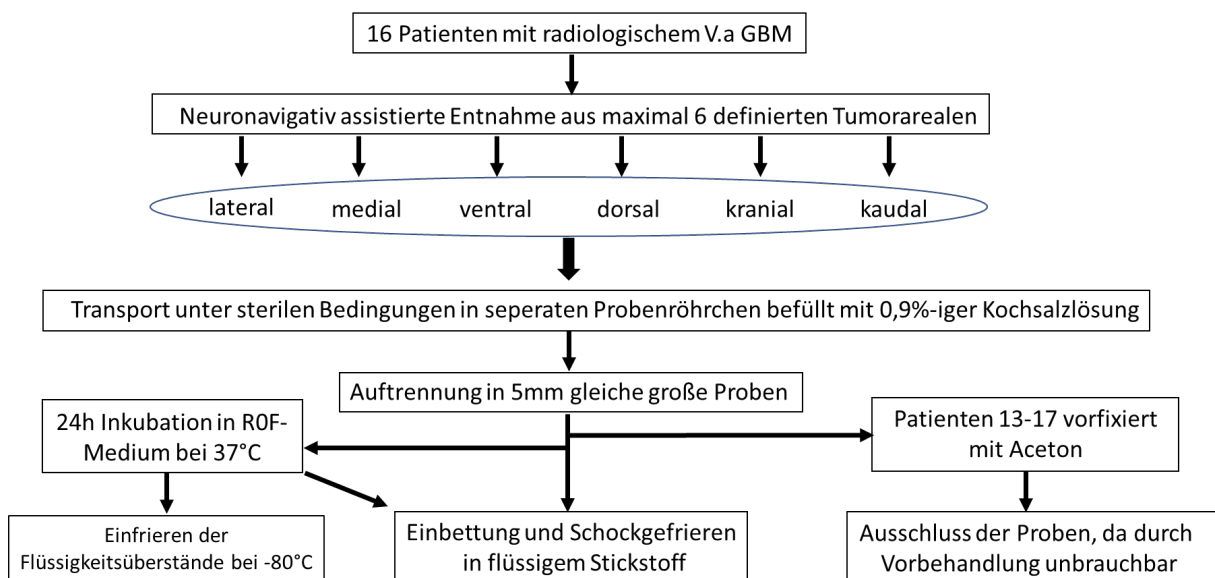 16 Patienten mit radiologischem V.a GBM
Neuronavigativ assistierte Entnahme aus maximal 6 definierten Tumorarealen
lateral
medial
ventral
dorsal
kranial
kaudal
Transport unter sterilen Bedingungen in seperaten Probenröhrchen befüllt mit 0,9%-iger Kochsalzlösung
Auftrennung in 5mm gleiche große Proben
24h Inkubation in R0F-
Medium bei 37°C
Patienten 13-17 vorfixiert
mit Aceton
Einfrieren der
Flüssigkeitsüberstände bei -80°C
Einbettung und Schockgefrieren
in flüssigem Stickstoff
Ausschluss der Proben, da durch
Vorbehandlung unbrauchbar